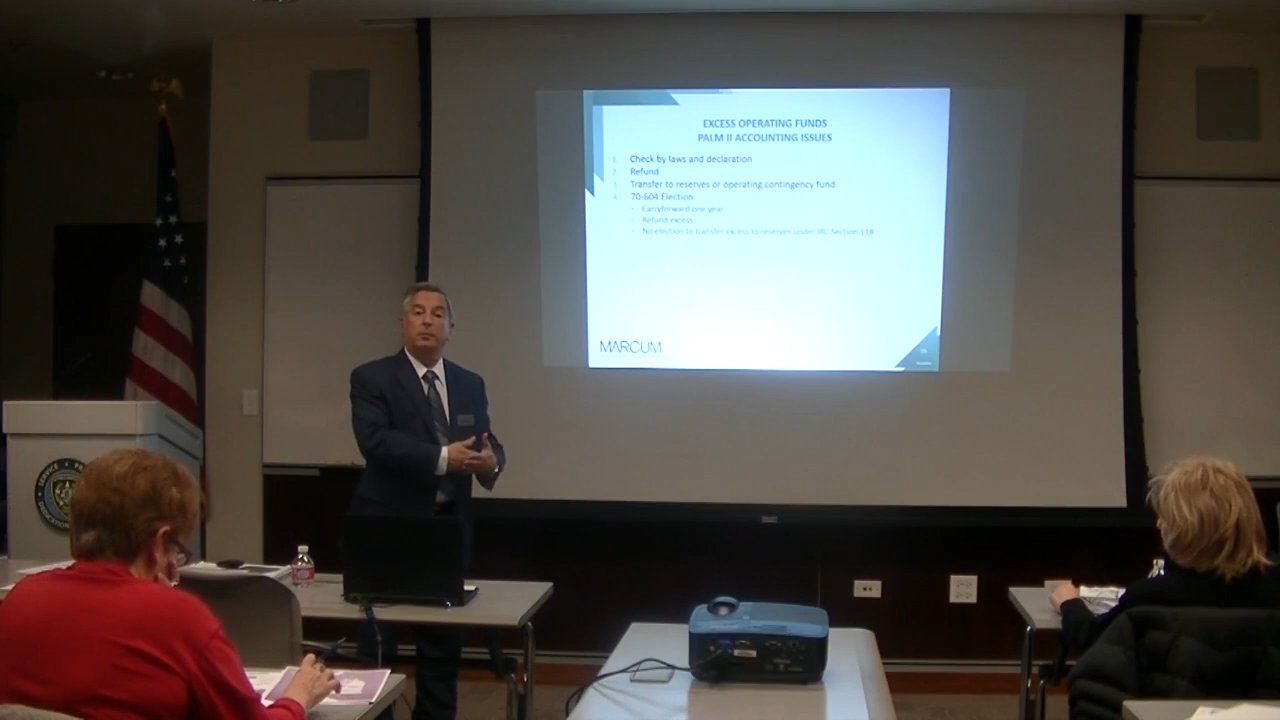 EXCESS OPERATING FUNDS
PALM II ACCOUNTING ISSUES
1. Check by laws and declaration
2. Refund
3. Transfer to reserves or operating contingency fund
4. 70-604 Election
- Carryforward one year
- Refund excess
- No election to transfer excess to reserves under IRC Section 118
MARCUM
SERVICE